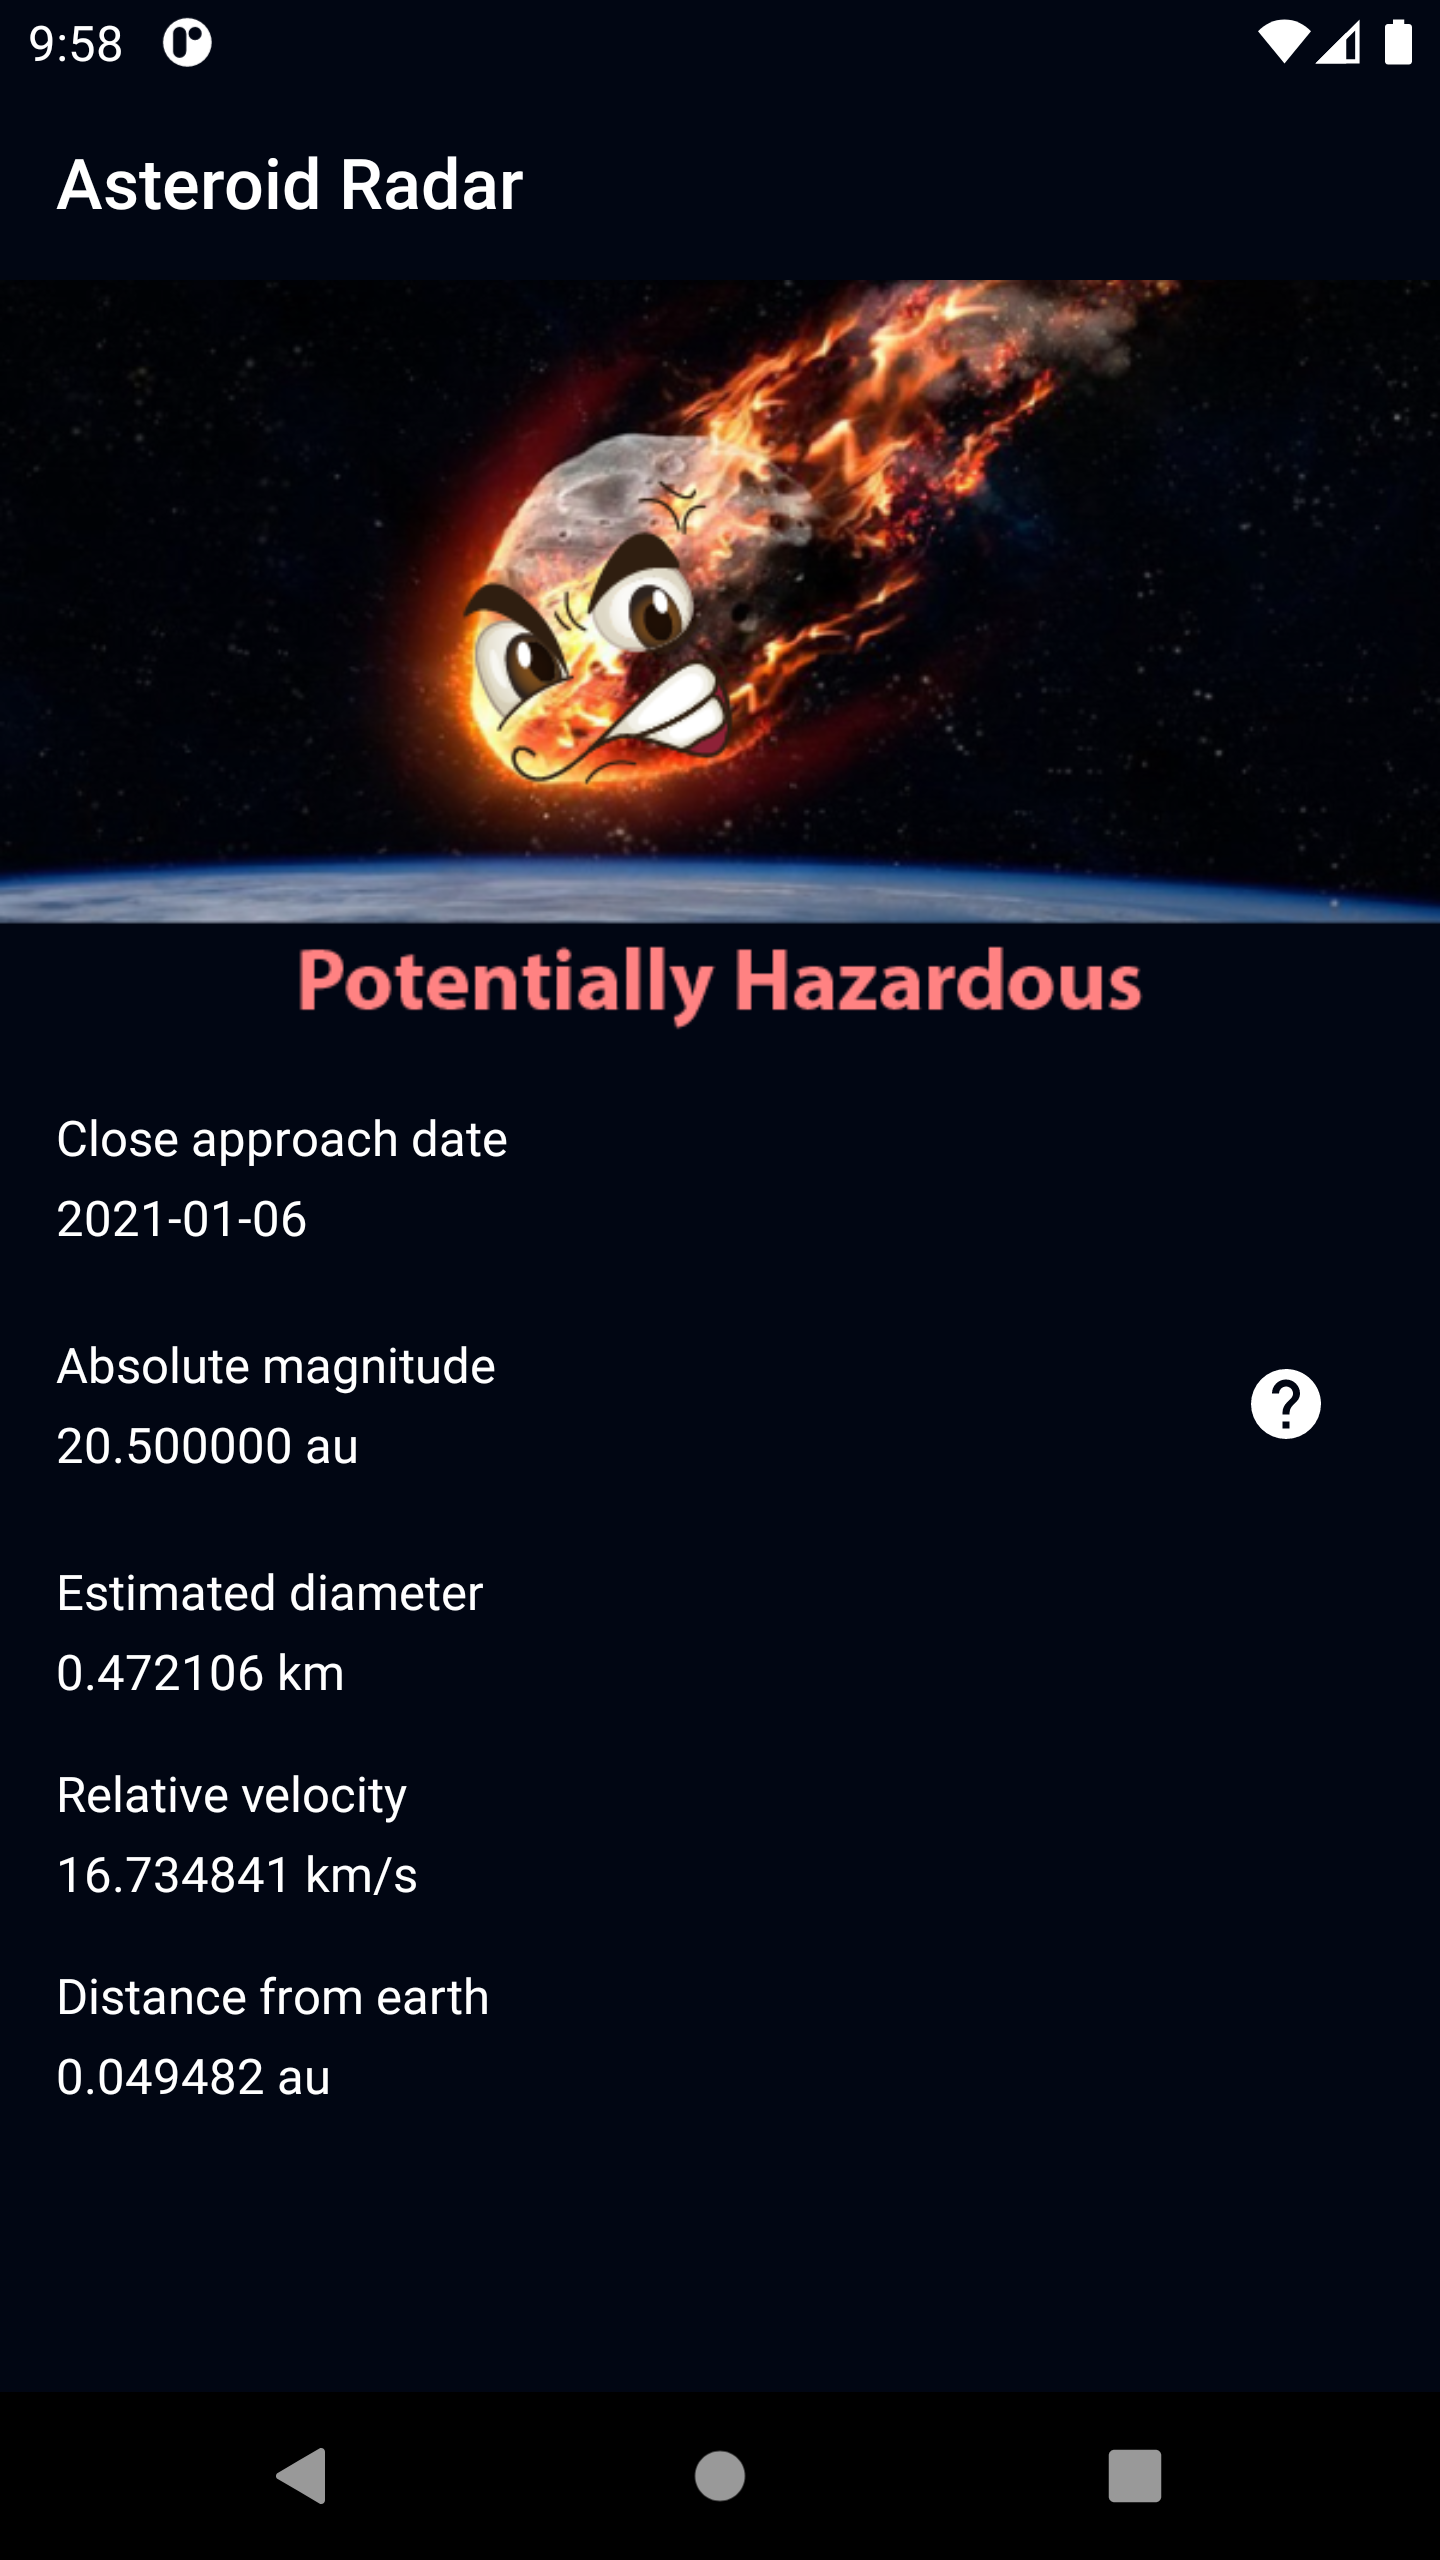 9:58
Asteroid Radar
Potentially Hazardous
Close approach date
2021-01-06
Absolute magnitude
20.500000 au
?
Estimated diameter
0.472106 km
Relative velocity
16.734841 km/s
Distance from earth
0.049482 au